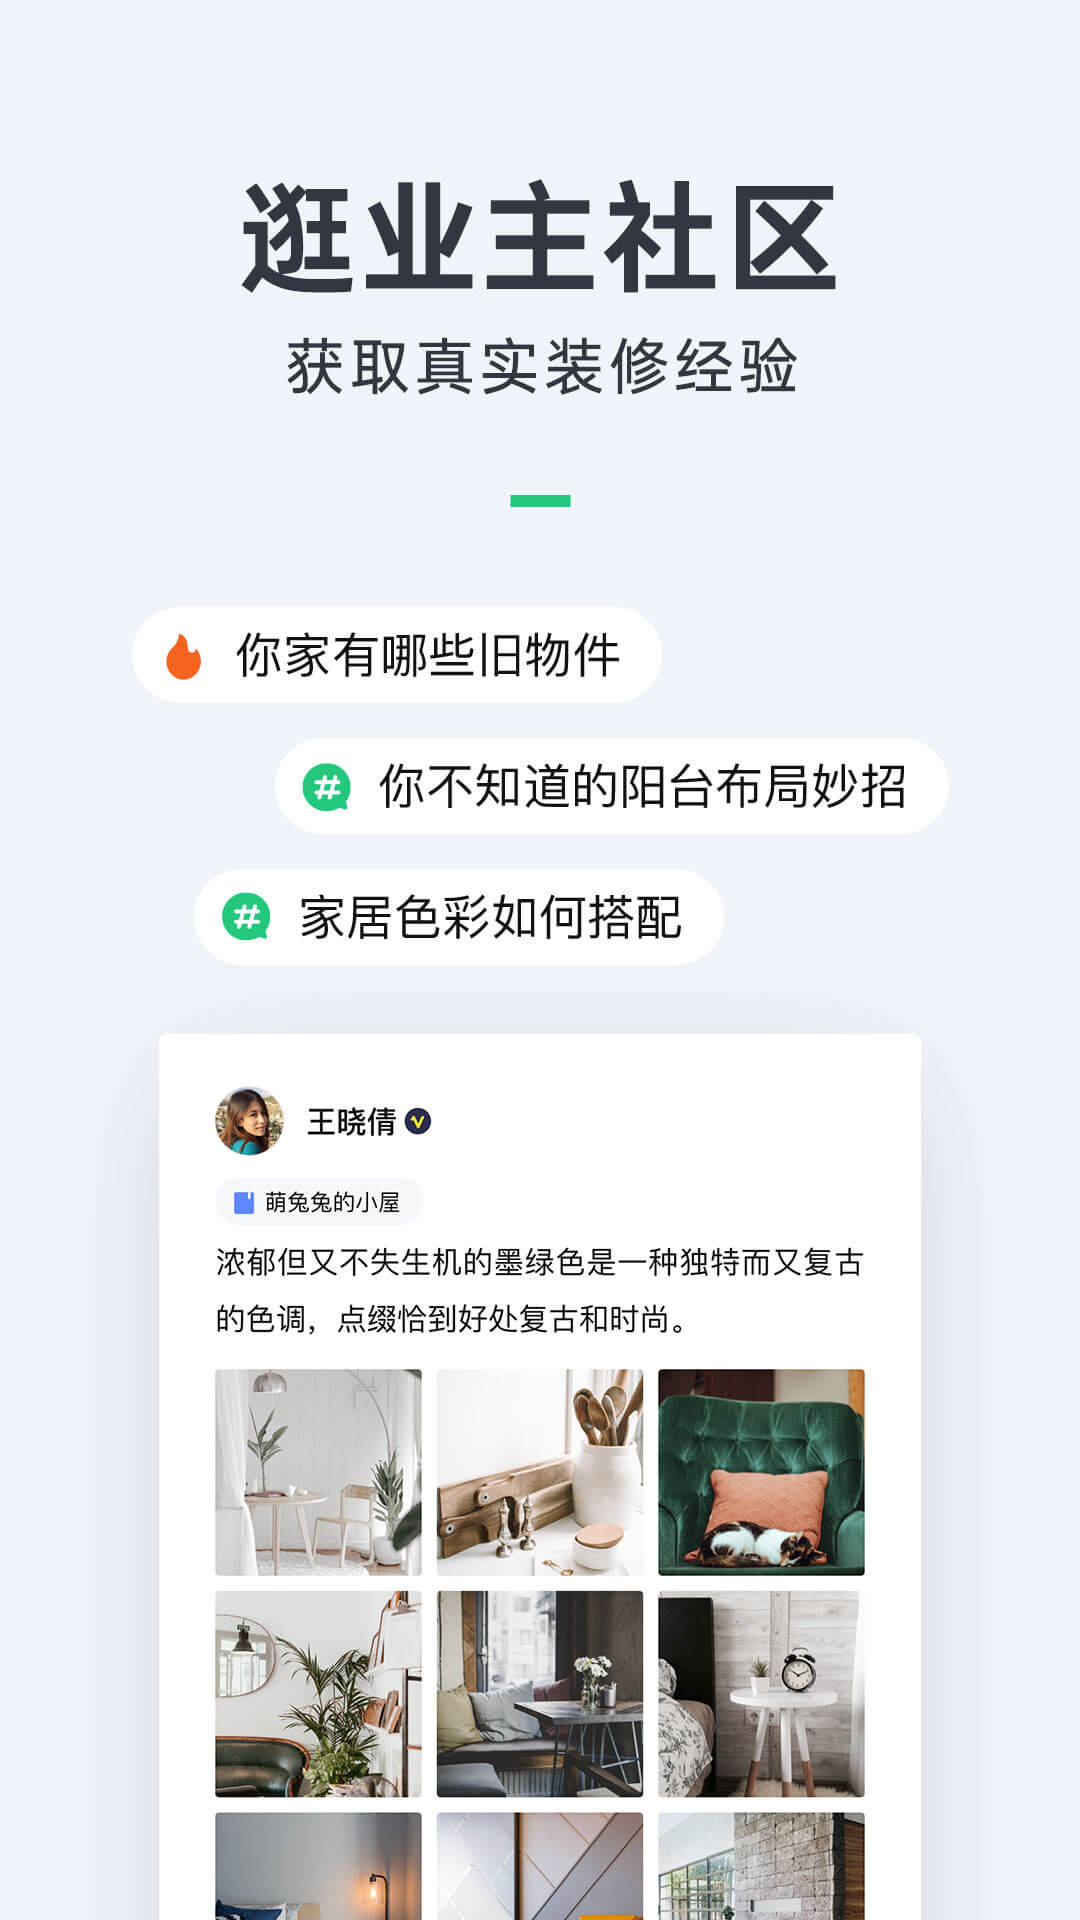 逛业主社区
获取真实装修经验
你家有哪些旧物件
# 你不知道的阳台布局妙招
# 家居色彩如何搭配
王晓倩
萌兔兔的小屋
浓郁但又不失生机的墨绿色是一种独特而又复古
的色调，点缀恰到好处复古和时尚。